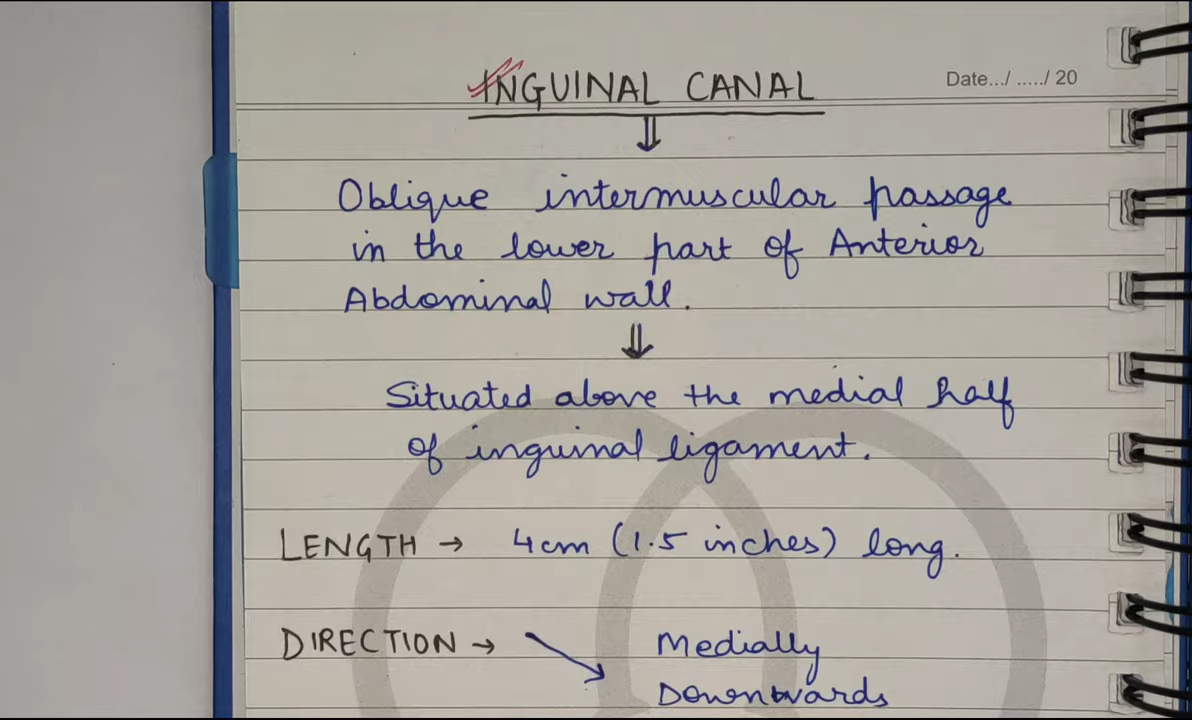 INGUINAL CANAL
Date.../ ...../ 20
⇓
Oblique intermuscular passage
in the lower part of Anterior
Abdominal wall.
⇓
Situated above the medial half
of inguinal ligament.
LENGTH → 4cm (1.5 inches) long.
DIRECTION → ↘ Medially
Downwards